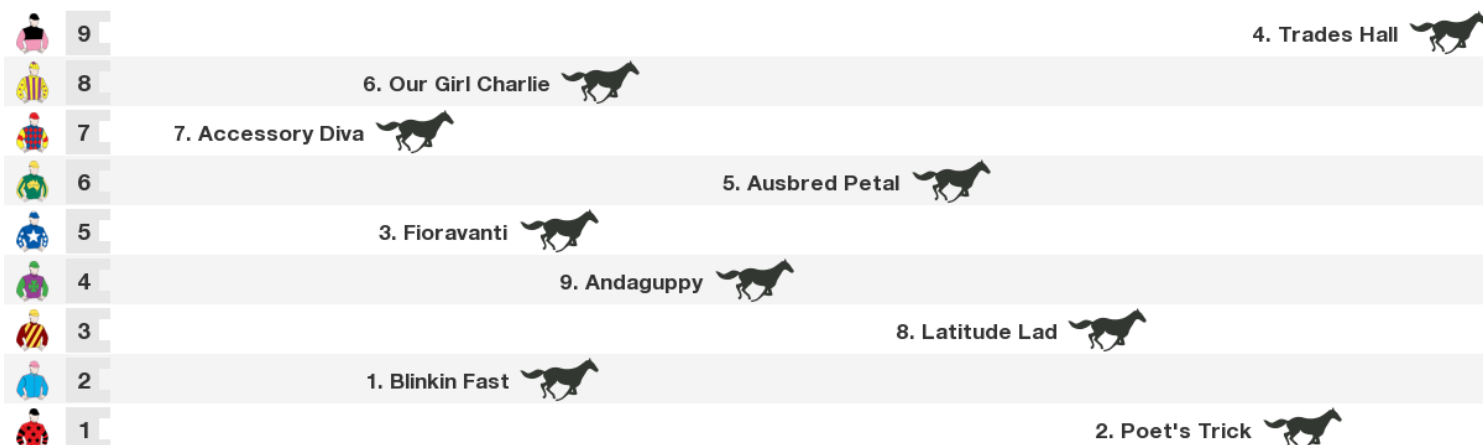 9 4. Trades Hall
8 6. Our Girl Charlie
7 7. Accessory Diva
6 5. Ausbred Petal
5 3. Fioravanti
4 9. Andaguppy
3 8. Latitude Lad
2 1. Blinkin Fast
1 2. Poet's Trick